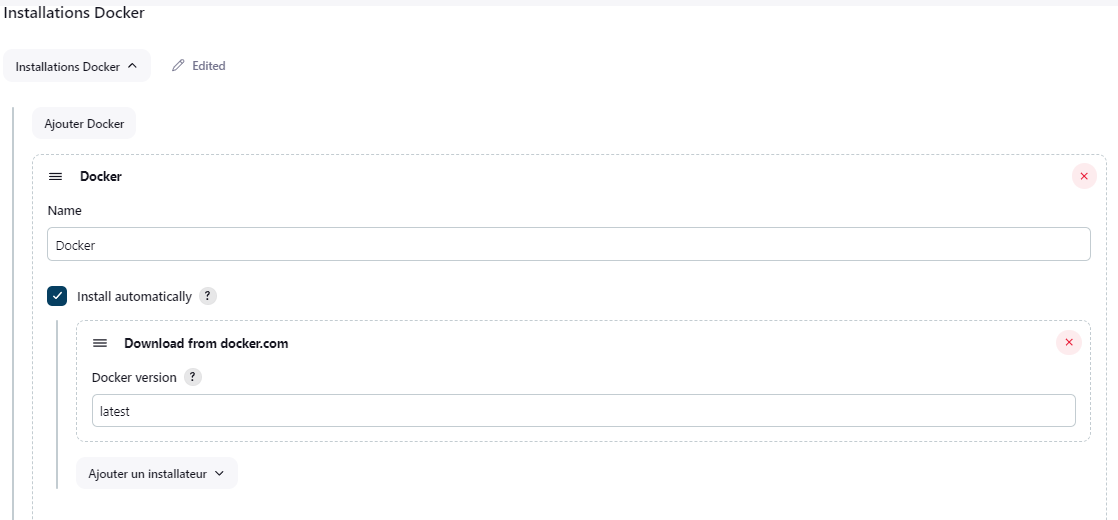 Installations Docker
Installations Docker
Edited
Ajouter Docker
Docker
Name
Docker
Install automatically ?
Download from docker.com
Docker version ?
latest
Ajouter un installateur